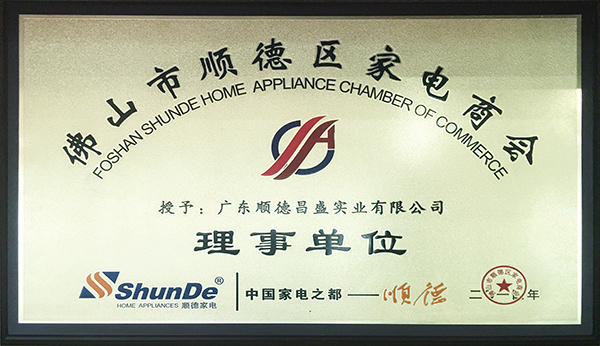 佛山市顺德区家电商会
FOSHAN SHUNDE HOME APPLIANCE CHAMBER OF COMMERCE
授予：广东顺德昌盛实业有限公司
理事单位
ShunDe®
HOME APPLIANCES 顺德家电
中国家电之都——顺德
年